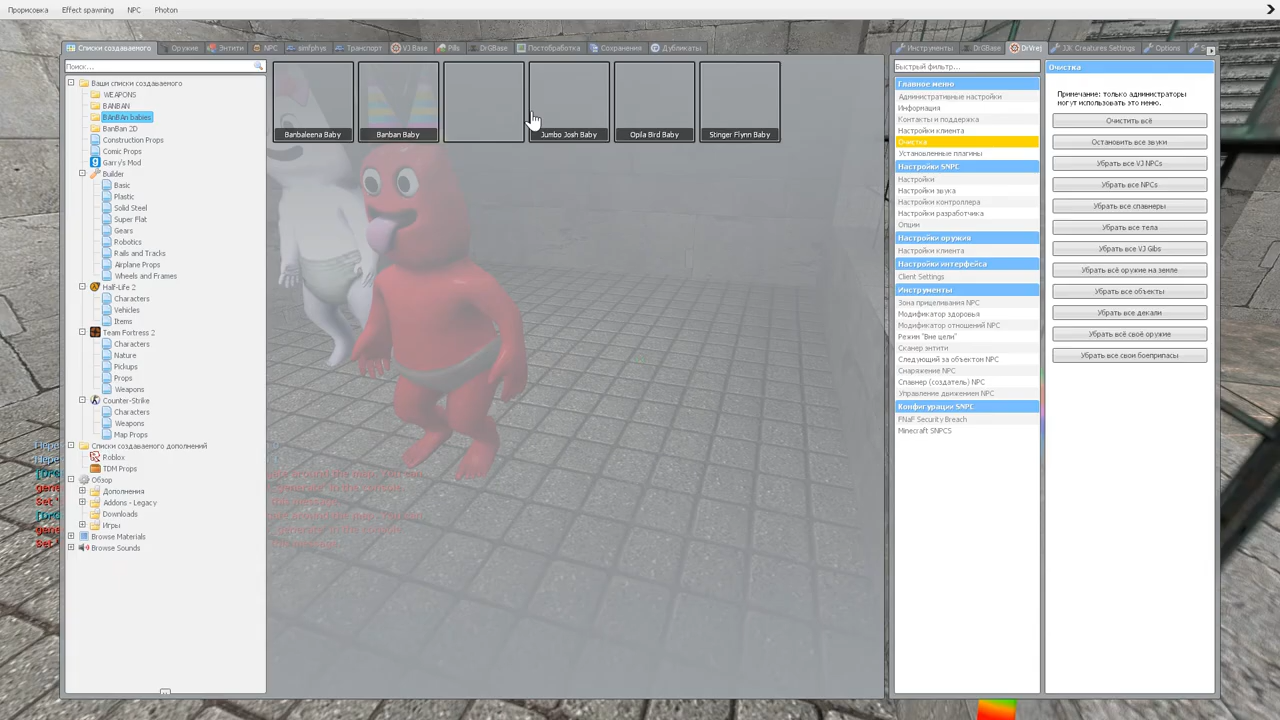 Прорисовка Effect spawning NPC Photon
Списки создаваемого Оружие Энтити NPC simfphys Транспорт VJ Base Pills DrGBase Постобработка Сохранения Дубликаты
Поиск...
Ваши списки создаваемого
WEAPONS
BANBAN
BAnBAn babies
BanBan 2D
Construction Props
Comic Props
Garry's Mod
Builder
Basic
Plastic
Solid Steel
Super Flat
Gears
Robotics
Rails and Tracks
Airplane Props
Wheels and Frames
Half-Life 2
Characters
Vehicles
Items
Team Fortress 2
Characters
Nature
Pickups
Props
Weapons
Counter-Strike
Characters
Weapons
Map Props
Списки создаваемого дополнений
Roblox
TDM Props
Обзор
Дополнения
Addons - Legacy
Downloads
Игры
Browse Materials
Browse Sounds
Banbaleena Baby
Banban Baby
Jumbo Josh Baby
Opila Bird Baby
Stinger Flynn Baby
Инструменты DrGBase DrVrej JJK Creatures Settings Options
Быстрый фильтр...
Главное меню
Административные настройки
Информация
Контакты и поддержка
Настройки клиента
Очистка
Установленные плагины
Настройки SNPC
Настройки
Настройки звука
Настройки контроллера
Настройки разработчика
Опции
Настройки оружия
Настройки клиента
Настройки интерфейса
Client Settings
Инструменты
Зона прицеливания NPC
Модификатор здоровья
Модификатор отношений NPC
Режим "Вне цели"
Сканер энтити
Следующий за объектом NPC
Снаряжение NPC
Спавнер (создатель) NPC
Управление движением NPC
Конфигурации SNPC
FNaF Security Breach
Minecraft SNPCS
Очистка
Примечание: только администраторы
могут использовать это меню.
Очистить всё
Остановить все звуки
Убрать все VJ NPCs
Убрать все NPCs
Убрать все спавнеры
Убрать все тела
Убрать все VJ Gibs
Убрать всё оружие на земле
Убрать все объекты
Убрать все декали
Убрать всё своё оружие
Убрать все свои боеприпасы